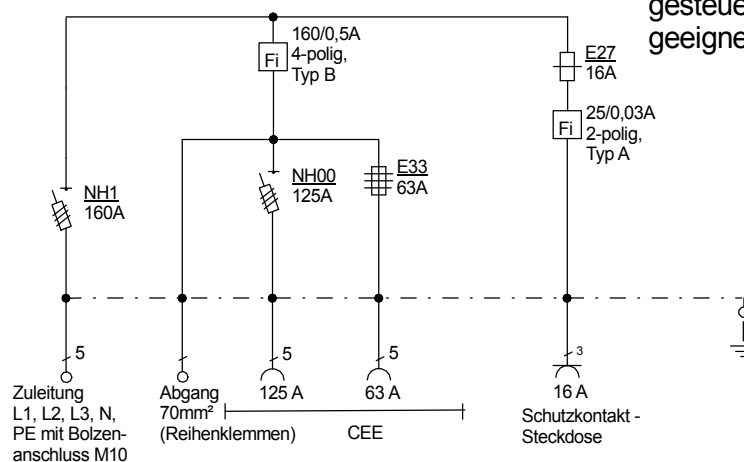 gesteue
geeigne
160/0,5A
4-polig,
Typ B
Fi
E27
16A
25/0,03A
2-polig,
Typ A
Fi
NH1
160A
NH00
125A
E33
63A
5
5
5
3
Zuleitung
L1, L2, L3, N,
PE mit Bolzen-
anschluss M10
Abgang
70mm²
(Reihenklemmen)
125 A
63 A
CEE
16 A
Schutzkontakt -
Steckdose